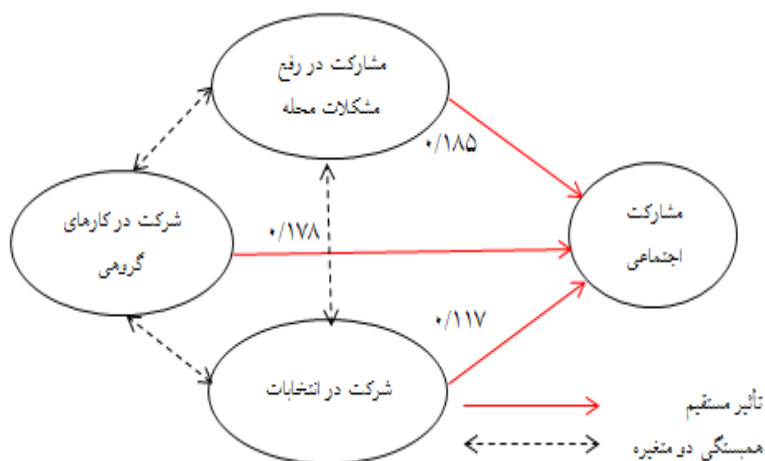 مشارکت در رفع
مشکلات محله
۰/۱۸۵
مشارکت
اجتماعی
شرکت در کارهای
گروهی
۰/۱۷۸
۰/۱۱۷
شرکت در انتخابات
تأثیر مستقیم
همبستگی دو متغیره